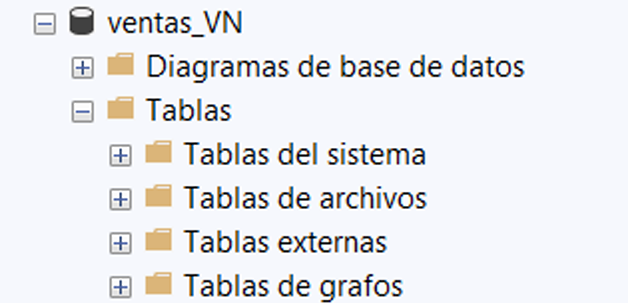 ventas_VN
Diagramas de base de datos
Tablas
Tablas del sistema
Tablas de archivos
Tablas externas
Tablas de grafos